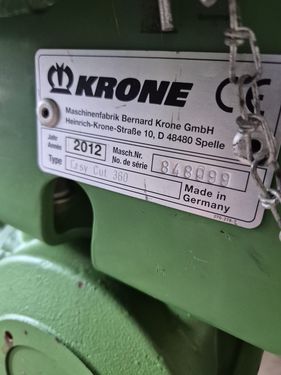 KRONE CE
Maschinenfabrik Bernard Krone GmbH
Heinrich-Krone-Straße 10, D 48480 Spelle
Jahr
Année 2012 Masch.Nr.
No. de série 848099
Type Easy Cut 360
Made in
Germany